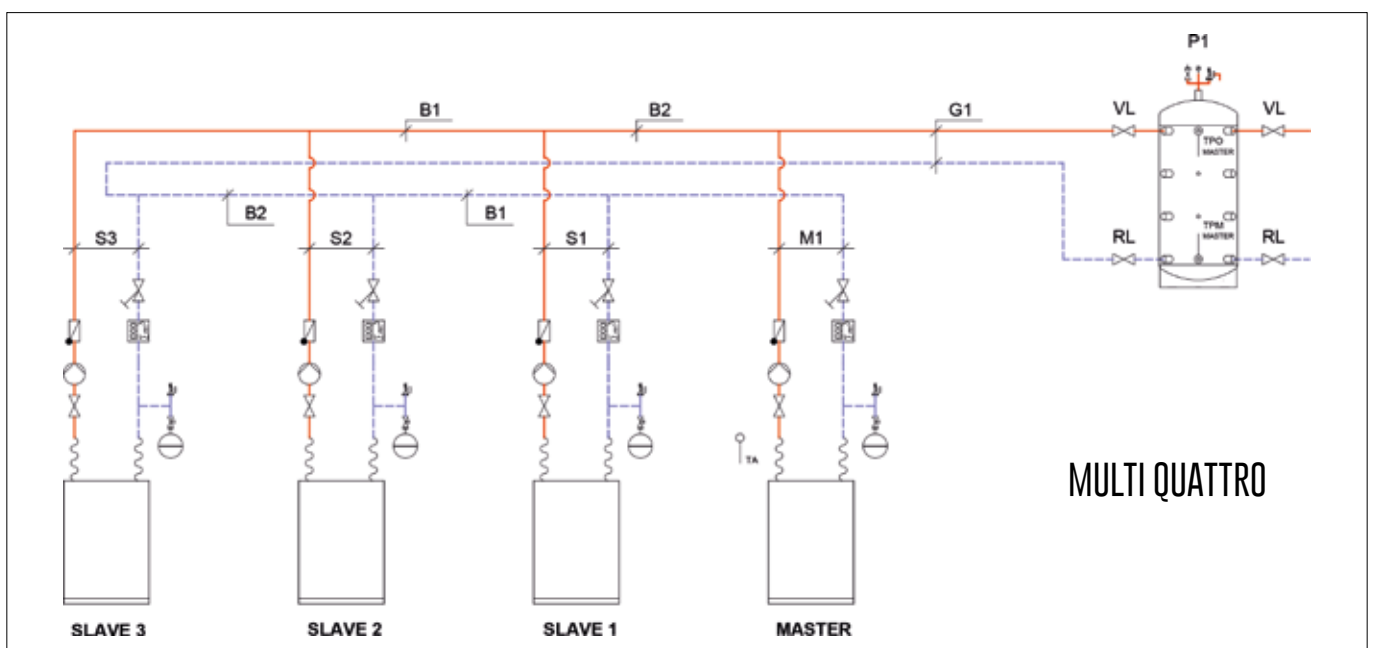 P1
B1 B2 G1 VL VL
TPO
MASTER
B2 B1
S3 S2 S1 M1 RL RL
TPM
MASTER
TA
MULTI QUATTRO
SLAVE 3 SLAVE 2 SLAVE 1 MASTER